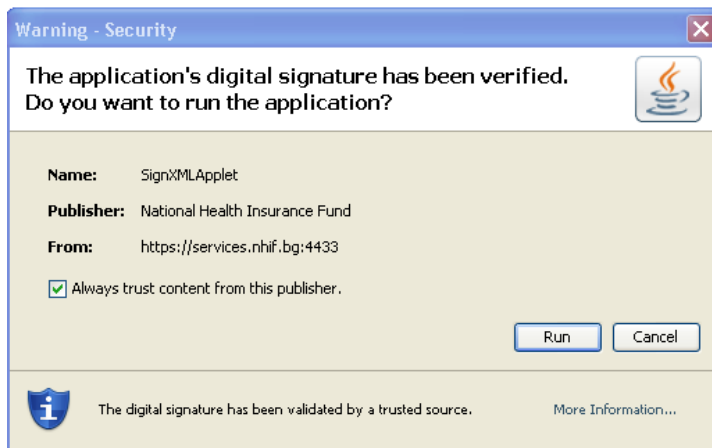 Warning - Security
The application's digital signature has been verified.
Do you want to run the application?
Name: SignXMLApplet
Publisher: National Health Insurance Fund
From: https://services.nhif.bg:4433
Always trust content from this publisher.
Run Cancel
The digital signature has been validated by a trusted source. More Information...